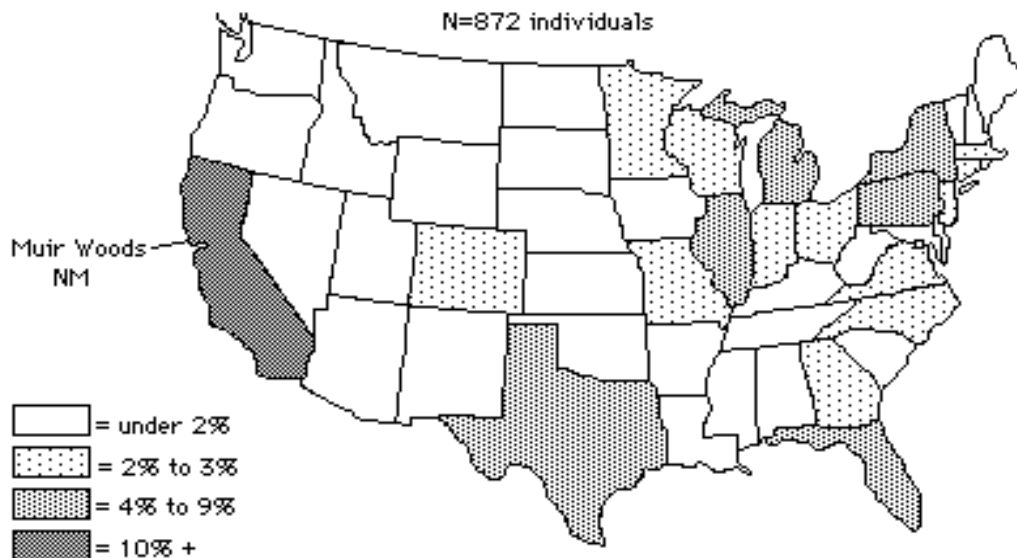 N=872 individuals
Muir Woods
NM
= under 2%
= 2% to 3%
= 4% to 9%
= 10% +